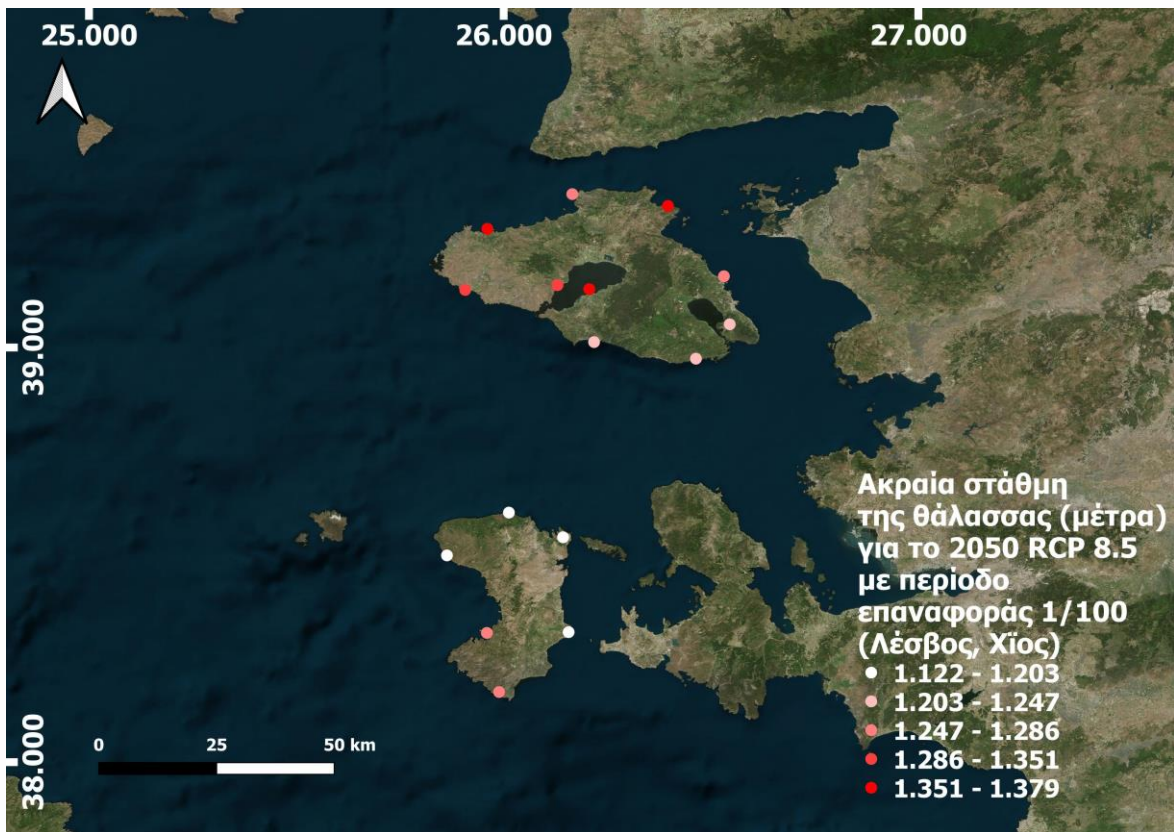 25.000
26.000
27.000
39.000
38.000
0 25 50 km
Ακραία στάθμη
της θάλασσας (μέτρα)
για το 2050 RCP 8.5
με περίοδο
επαναφοράς 1/100
(Λέσβος, Χϊος)
1.122 - 1.203
1.203 - 1.247
1.247 - 1.286
1.286 - 1.351
1.351 - 1.379